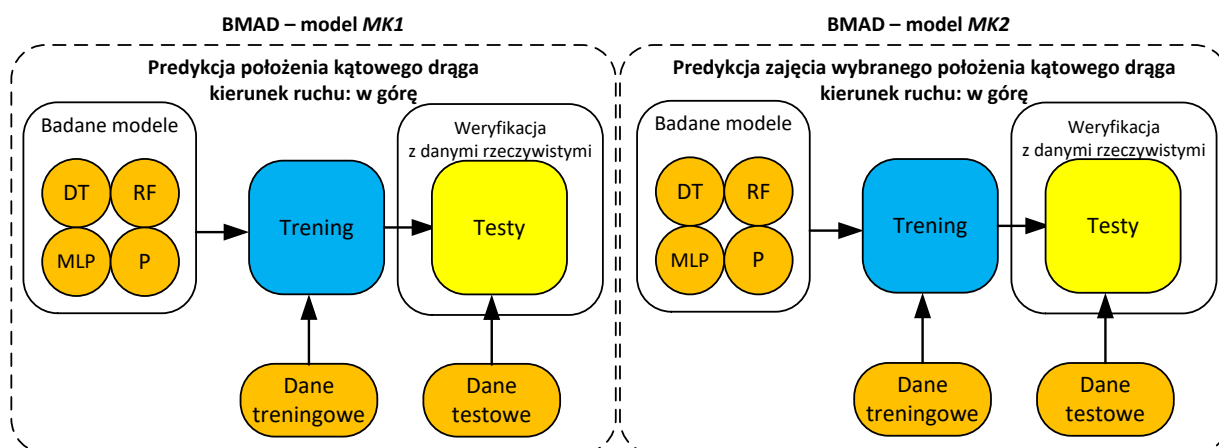 BMAD – model MK1
Predykcja położenia kątowego drąga
kierunek ruchu: w górę
Badane modele
DT
RF
MLP
P
Trening
Weryfikacja
z danymi rzeczywistymi
Testy
Dane
treningowe
Dane
testowe
BMAD – model MK2
Predykcja zajęcia wybranego położenia kątowego drąga
kierunek ruchu: w górę
Badane modele
DT
RF
MLP
P
Trening
Weryfikacja
z danymi rzeczywistymi
Testy
Dane
treningowe
Dane
testowe